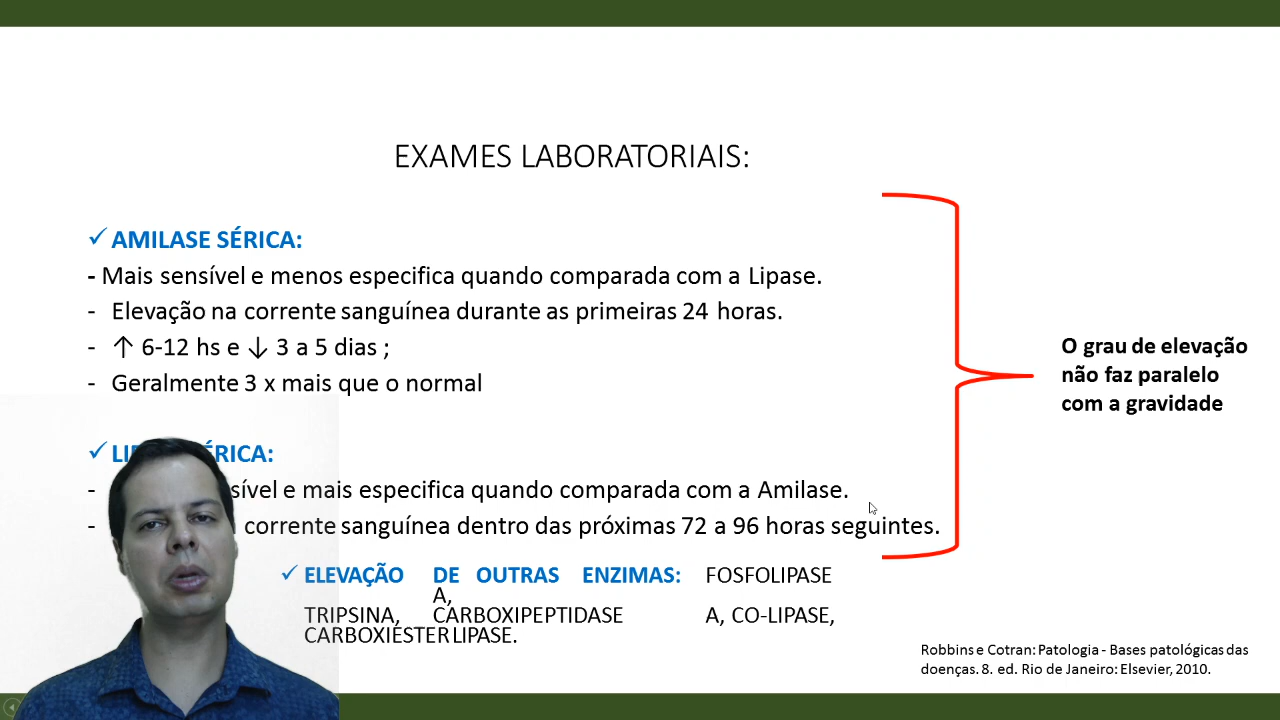 EXAMES LABORATORIAIS:
✓ AMILASE SÉRICA:
- Mais sensível e menos especifica quando comparada com a Lipase.
- Elevação na corrente sanguínea durante as primeiras 24 horas.
- ↑ 6-12 hs e ↓ 3 a 5 dias ;
- Geralmente 3 x mais que o normal
O grau de elevação
não faz paralelo
com a gravidade
✓ SÉRICA:
- e mais especifica quando comparada com a Amilase.
- corrente sanguínea dentro das próximas 72 a 96 horas seguintes.
✓ ELEVAÇÃO DE OUTRAS ENZIMAS: FOSFOLIPASE
A,
TRIPSINA, CARBOXIPEPTIDASE A, CO-LIPASE,
CARBOXIESTERLIPASE.
Robbins e Cotran: Patologia - Bases patológicas das
doenças. 8. ed. Rio de Janeiro: Elsevier, 2010.